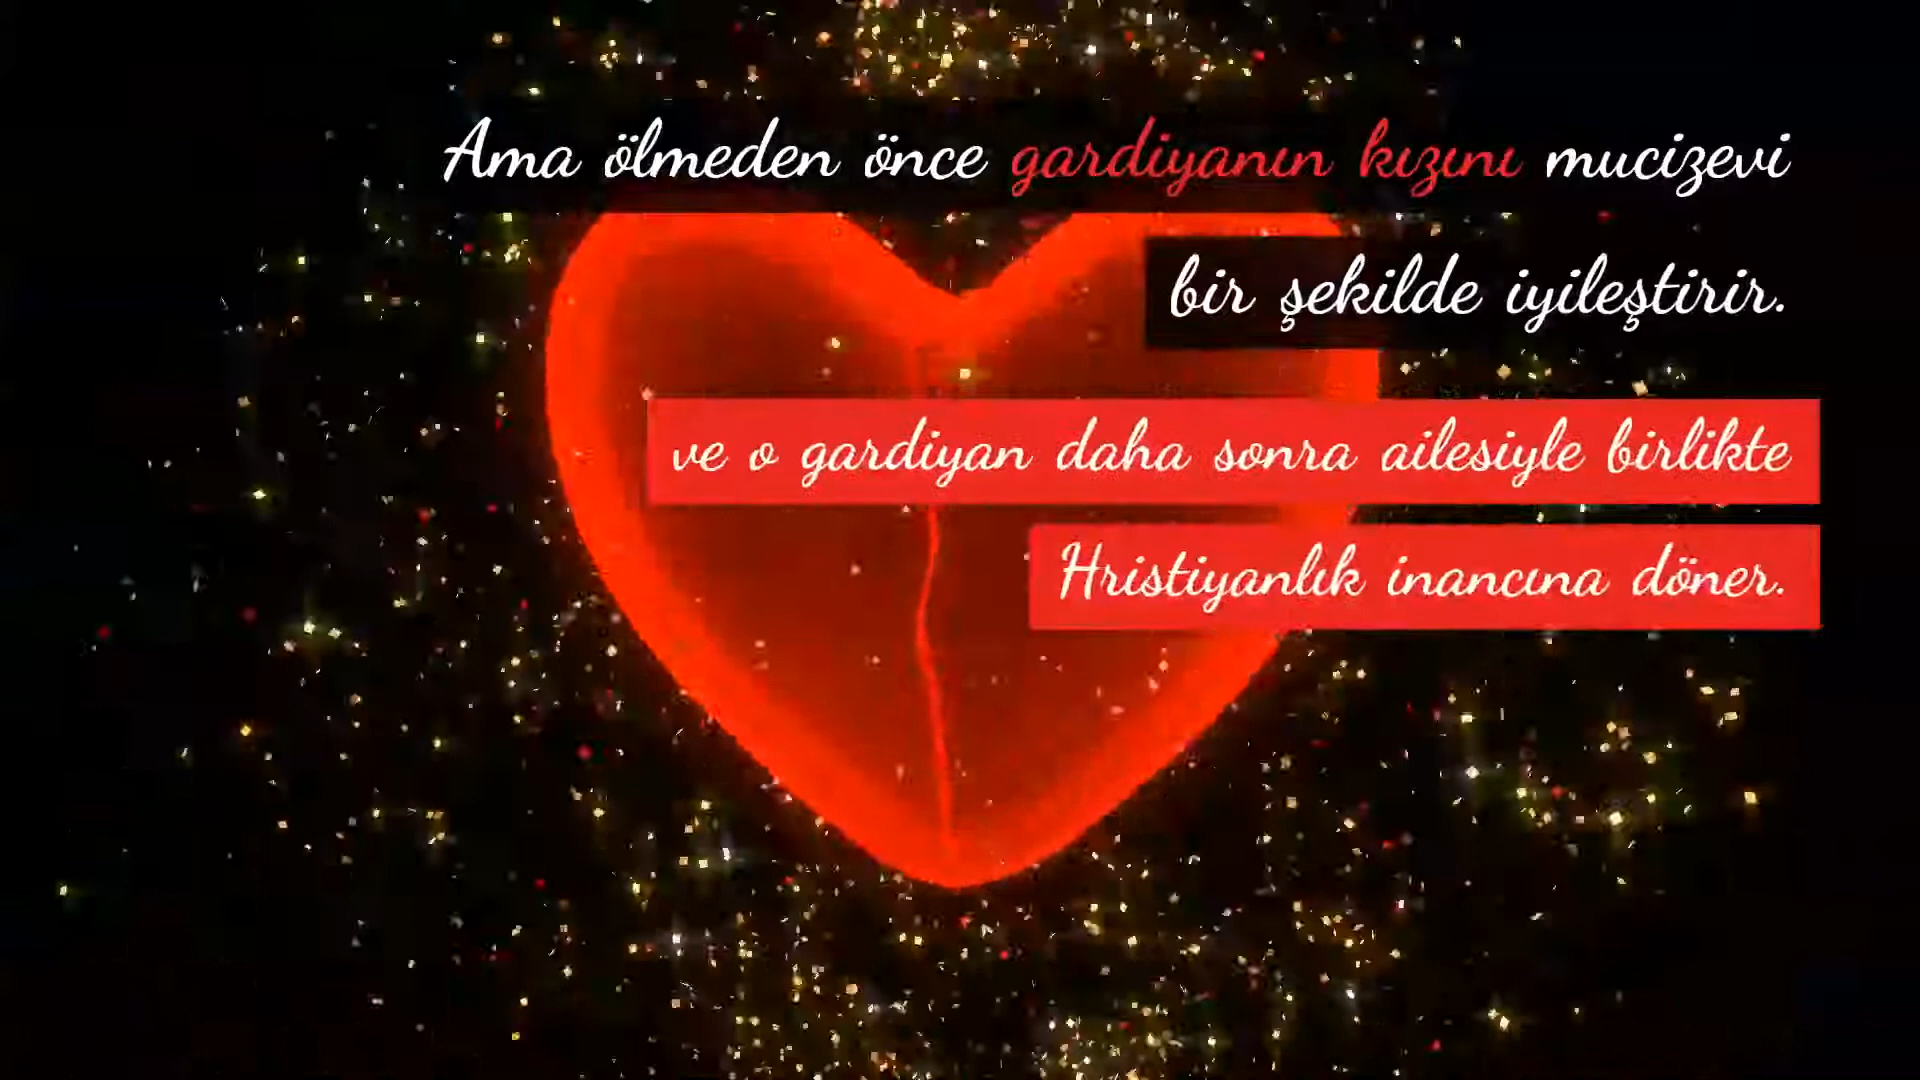 Ama ölmeden önce gardiyanın kızını mucizevi
bir şekilde iyileştirir.
ve o gardiyan daha sonra ailesiyle birlikte
Hristiyanlık inancına döner.